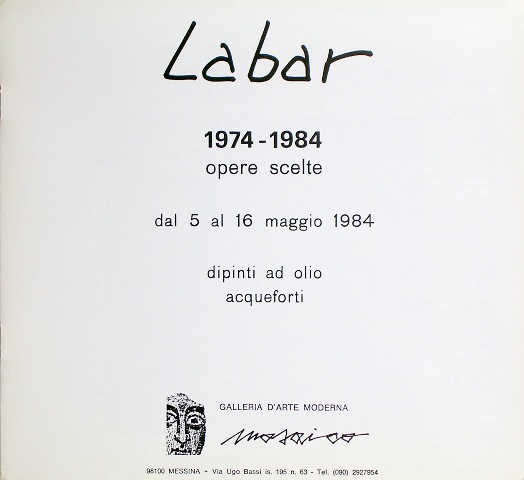 Labar
1974-1984
opere scelte
dal 5 al 16 maggio 1984
dipinti ad olio
acqueforti
GALLERIA D'ARTE MODERNA
mosaico
98100 MESSINA - Via Ugo Bassi is. 195 n. 63 - Tel. (090) 2927954